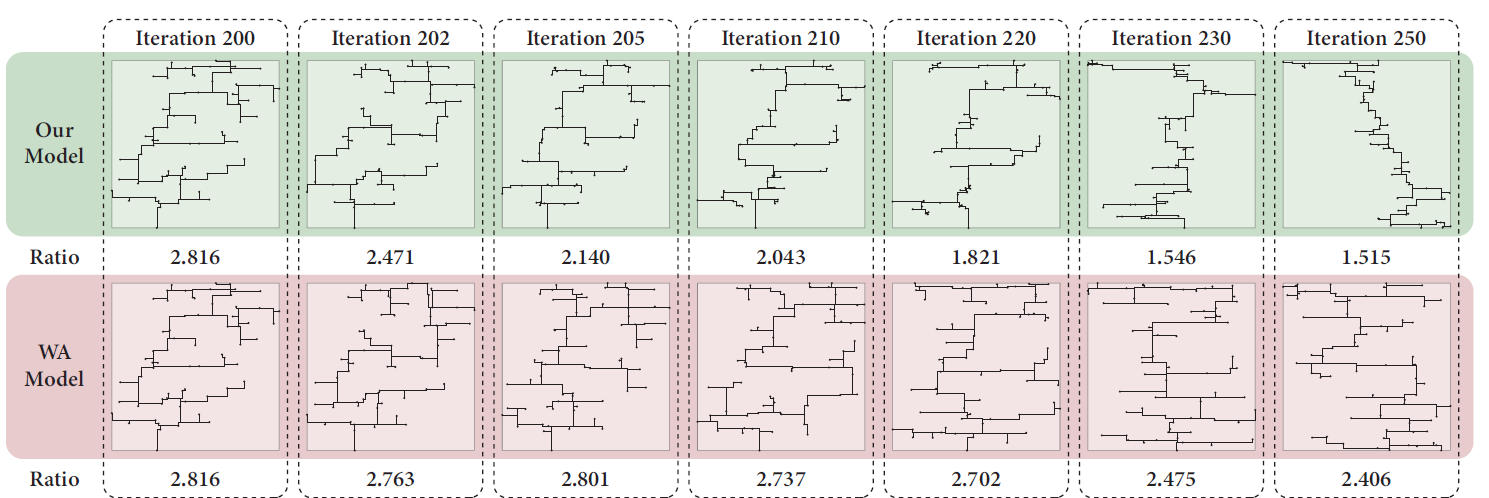 Iteration 200 Iteration 202 Iteration 205 Iteration 210 Iteration 220 Iteration 230 Iteration 250
Our
Model
Ratio 2.816 2.471 2.140 2.043 1.821 1.546 1.515
WA
Model
Ratio 2.816 2.763 2.801 2.737 2.702 2.475 2.406